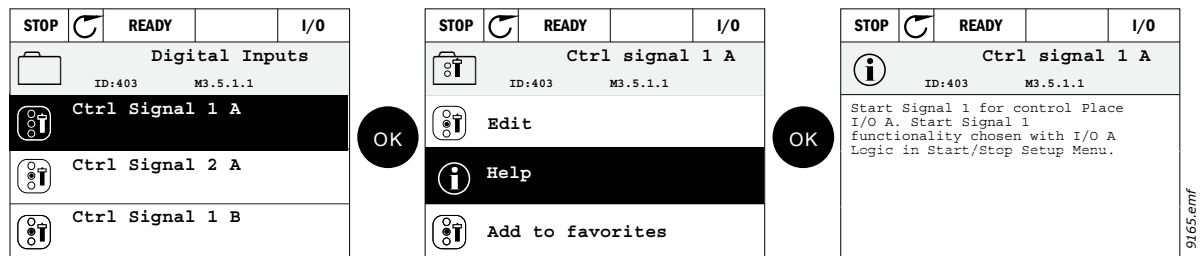 STOP READY I/O
Digital Inputs
ID:403 M3.5.1.1
Ctrl Signal 1 A
Ctrl Signal 2 A
Ctrl Signal 1 B
OK
STOP READY I/O
Ctrl signal 1 A
ID:403 M3.5.1.1
Edit
Help
Add to favorites
OK
STOP READY I/O
Ctrl signal 1 A
ID:403 M3.5.1.1
Start Signal 1 for control Place
I/O A. Start Signal 1
functionality chosen with I/O A
Logic in Start/Stop Setup Menu.
9165.emf